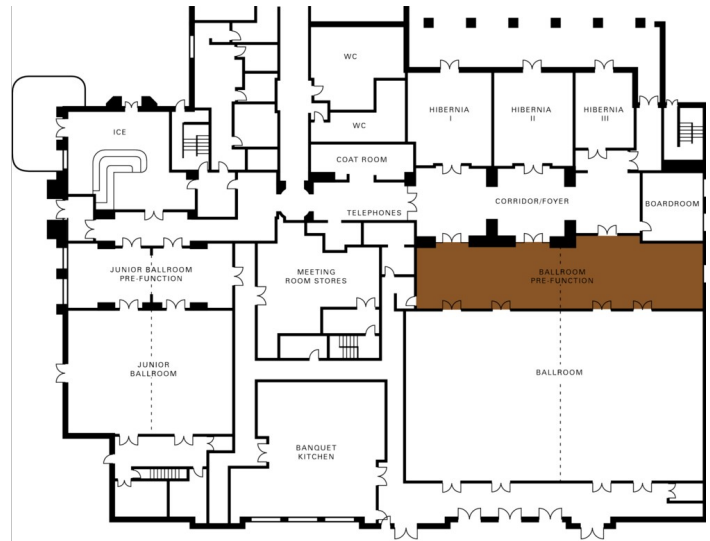 WC
HIBERNIA
I
HIBERNIA
II
HIBERNIA
III
ICE
WC
COAT ROOM
TELEPHONES
CORRIDOR/FOYER
BOARDROOM
JUNIOR BALLROOM
PRE-FUNCTION
MEETING
ROOM STORES
BALLROOM
PRE-FUNCTION
JUNIOR
BALLROOM
BALLROOM
BANQUET
KITCHEN